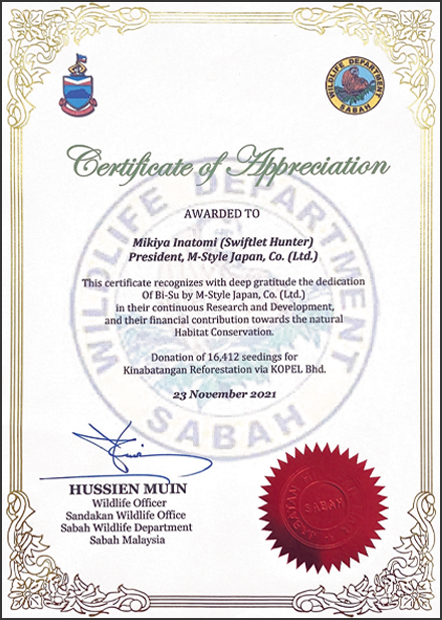 WILDLIFE DEPARTMENT
SABAH
Certificate of Appreciation
WILDLIFE DEPARTMENT
SABAH
AWARDED TO
Mikiya Inatomi (Swiftlet Hunter)
President, M-Style Japan, Co. (Ltd.)
This certificate recognizes with deep gratitude the dedication
Of Bi-Su by M-Style Japan, Co. (Ltd.)
in their continuous Research and Development,
and their financial contribution towards the natural
Habitat Conservation.
Donation of 16,412 seedings for
Kinabatangan Reforestation via KOPEL Bhd.
23 November 2021
HUSSIEN MUIN
Wildlife Officer
Sandakan Wildlife Office
Sabah Wildlife Department
Sabah Malaysia
SABAH